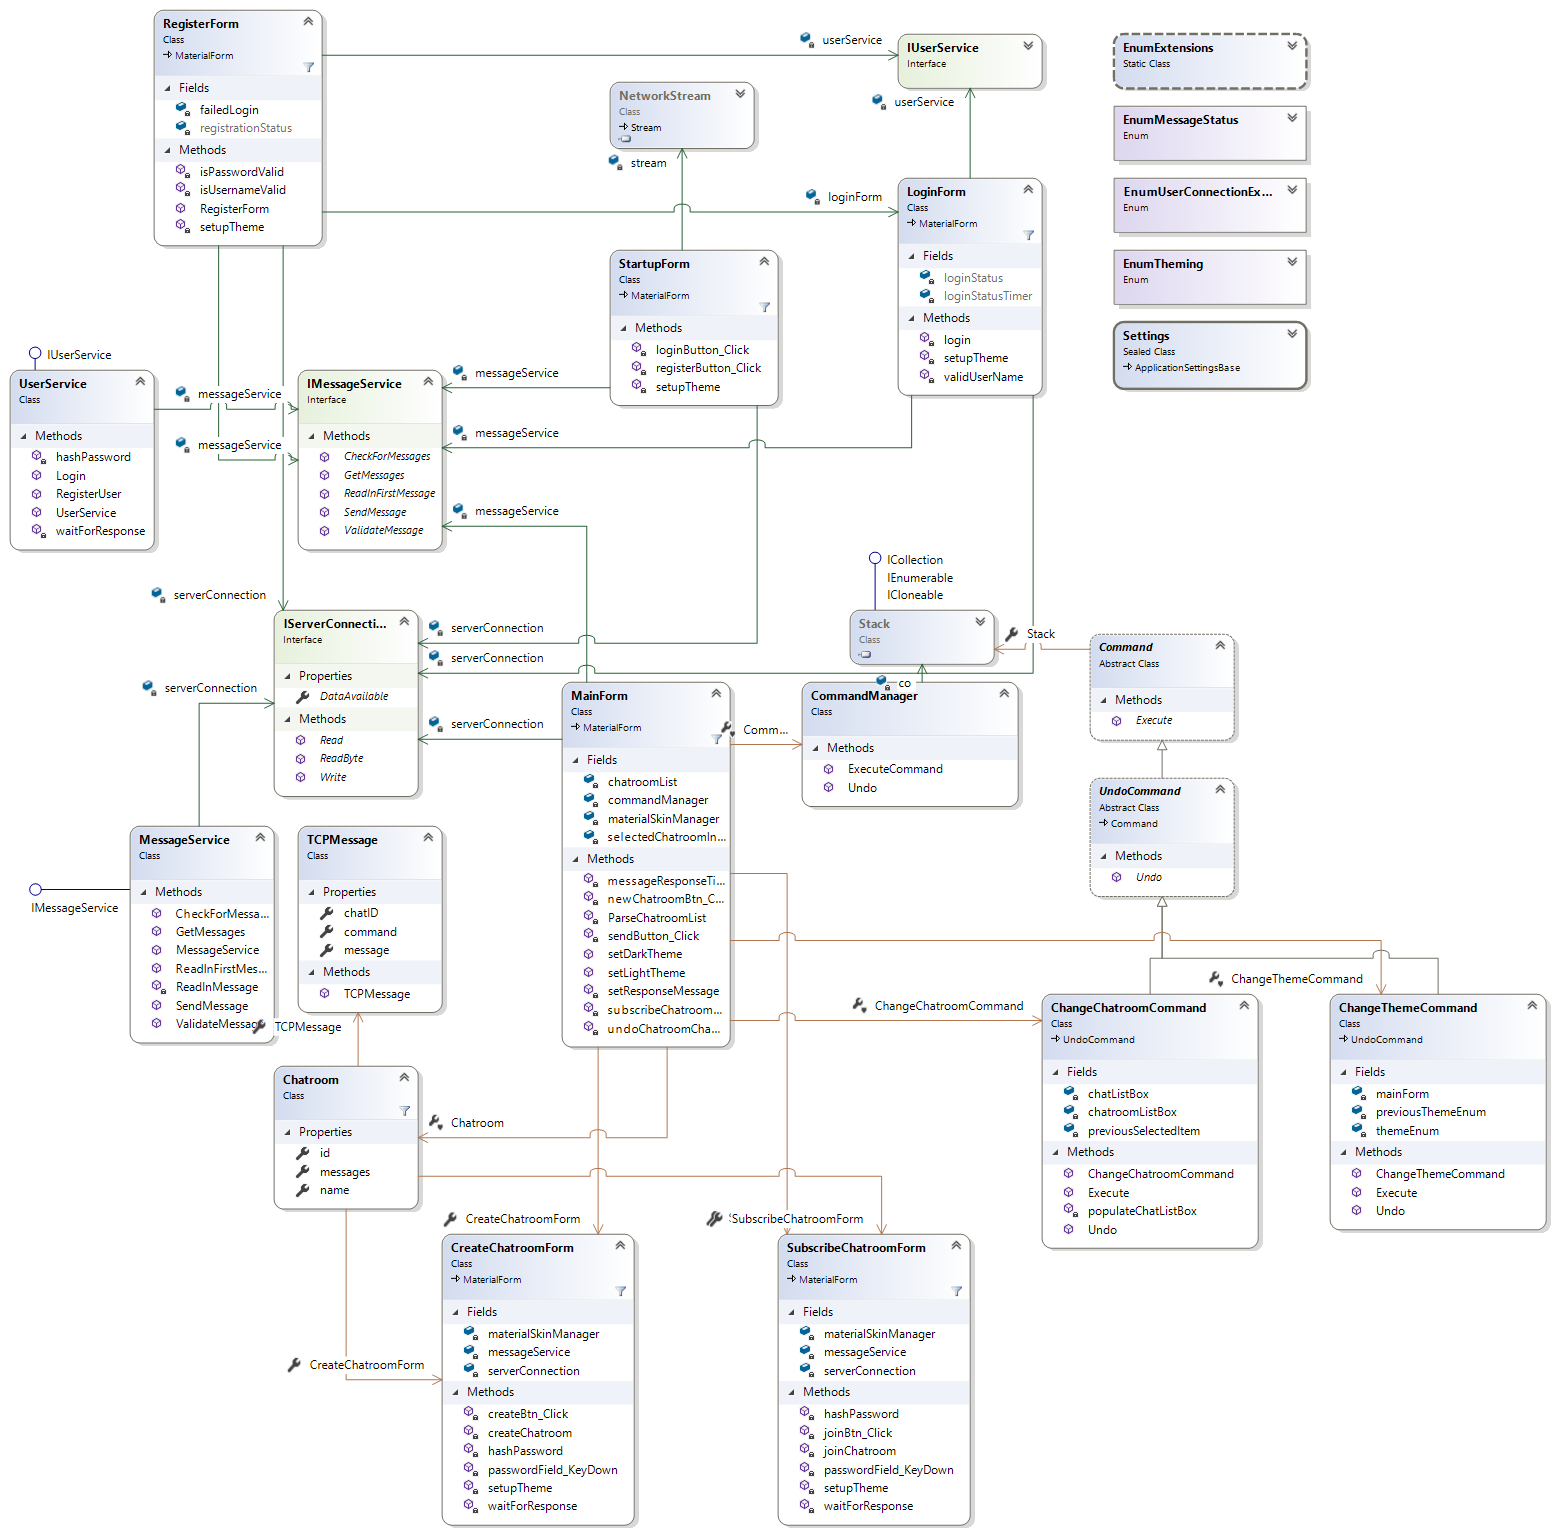 RegisterForm
Class
MaterialForm
Fields
failedLogin
registrationStatus
Methods
isPasswordValid
isUsernameValid
RegisterForm
setupTheme
userService
IUserService
Interface
userService
EnumExtensions
Static Class
EnumMessageStatus
Enum
EnumUserConnectionEx...
Enum
EnumTheming
Enum
Settings
Sealed Class
ApplicationSettingsBase
NetworkStream
Class
Stream
stream
loginForm
LoginForm
Class
MaterialForm
Fields
loginStatus
loginStatusTimer
Methods
login
setupTheme
validUserName
StartupForm
Class
MaterialForm
Methods
loginButton_Click
registerButton_Click
setupTheme
IUserService
UserService
Class
Methods
hashPassword
Login
RegisterUser
UserService
waitForResponse
messageService
messageService
IMessageService
Interface
Methods
CheckForMessages
GetMessages
ReadInFirstMessage
SendMessage
ValidateMessage
messageService
messageService
messageService
serverConnection
IServerConnecti...
Interface
Properties
DataAvailable
Methods
Read
ReadByte
Write
serverConnection
serverConnection
serverConnection
serverConnection
ICollection
IEnumerable
ICloneable
Stack
Class
Stack
co
Command
Abstract Class
Methods
Execute
UndoCommand
Abstract Class
Command
Methods
Undo
MainForm
Class
MaterialForm
Fields
chatroomList
commandManager
materialSkinManager
selectedChatroomIn...
Methods
messageResponseTi...
newChatroomBtn_C...
ParseChatroomList
sendButton_Click
setDarkTheme
setLightTheme
setResponseMessage
subscribeChatroom...
undoChatroomCha...
Comm...
CommandManager
Class
Methods
ExecuteCommand
Undo
MessageService
Class
Methods
CheckForMessa...
GetMessages
MessageService
ReadInFirstMes...
ReadInMessage
SendMessage
ValidateMessage
IMessageService
TCPMessage
Class
Properties
chatID
command
message
Methods
TCPMessage
TCPMessage
Chatroom
Class
Properties
id
messages
name
Chatroom
ChangeChatroomCommand
ChangeThemeCommand
ChangeChatroomCommand
Class
UndoCommand
Fields
chatListBox
chatroomListBox
previousSelectedItem
Methods
ChangeChatroomCommand
Execute
populateChatListBox
Undo
ChangeThemeCommand
Class
UndoCommand
Fields
mainForm
previousThemeEnum
themeEnum
Methods
ChangeThemeCommand
Execute
Undo
CreateChatroomForm
SubscribeChatroomForm
CreateChatroomForm
CreateChatroomForm
Class
MaterialForm
Fields
materialSkinManager
messageService
serverConnection
Methods
createBtn_Click
createChatroom
hashPassword
passwordField_KeyDown
setupTheme
waitForResponse
SubscribeChatroomForm
Class
MaterialForm
Fields
materialSkinManager
messageService
serverConnection
Methods
hashPassword
joinBtn_Click
joinChatroom
passwordField_KeyDown
setupTheme
waitForResponse